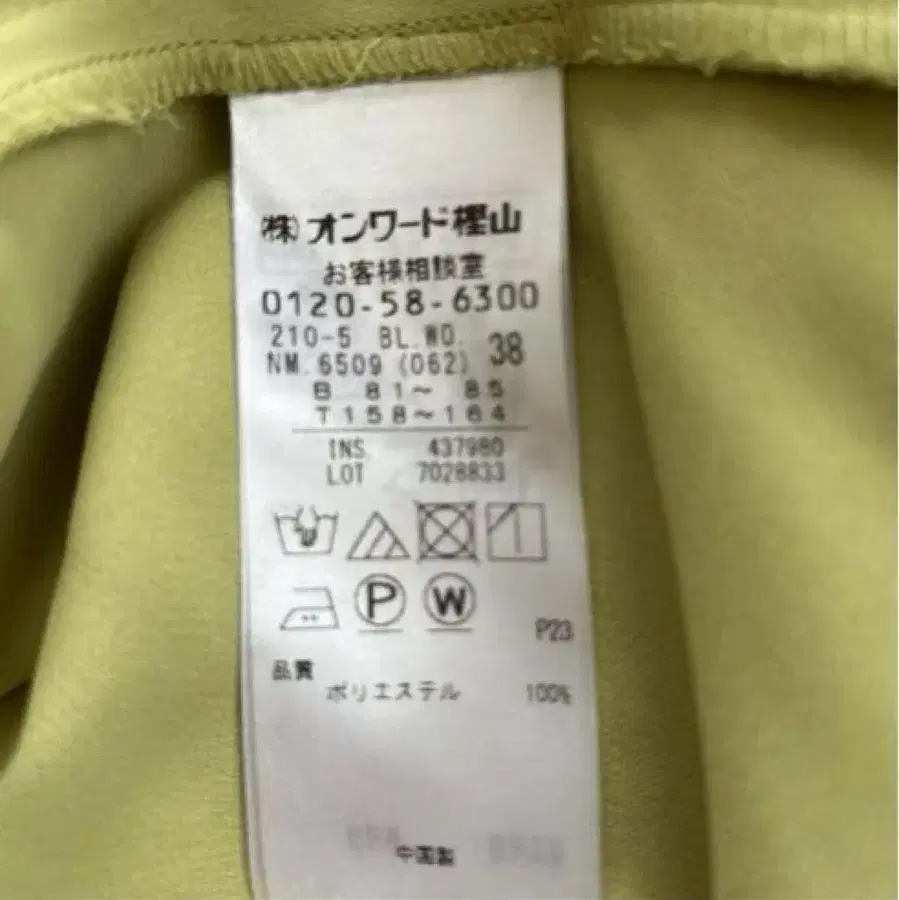 ㈱オンワード樫山
お客様相談室
0120-58-6300
210-5 BL.WD. 38
NM.6509 (062)
B 81～ 85
T158～164
INS 437980
LOT 7028833
P W
P23
品質
ポリエステル 100%
中国製